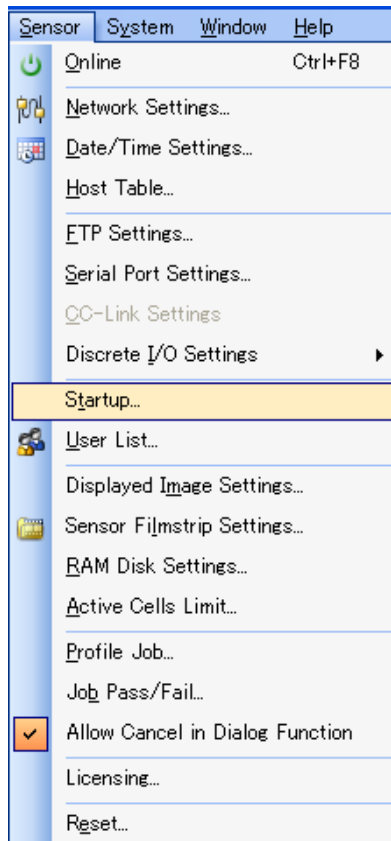 Sensor System Window Help
Online Ctrl+F8
Network Settings...
Date/Time Settings...
Host Table...
FTP Settings...
Serial Port Settings...
CC-Link Settings
Discrete I/O Settings
Startup...
User List...
Displayed Image Settings...
Sensor Filmstrip Settings...
RAM Disk Settings...
Active Cells Limit...
Profile Job...
Job Pass/Fail...
Allow Cancel in Dialog Function
Licensing...
Reset...